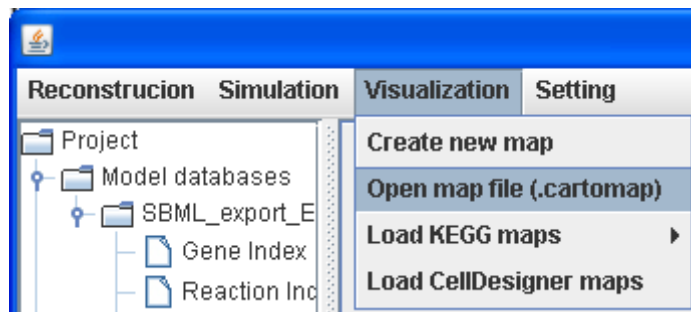 Reconstrucion Simulation Visualization Setting
Project
Model databases
SBML_export_E
Gene Index
Reaction Inc
Create new map
Open map file (.cartomap)
Load KEGG maps
Load CellDesigner maps